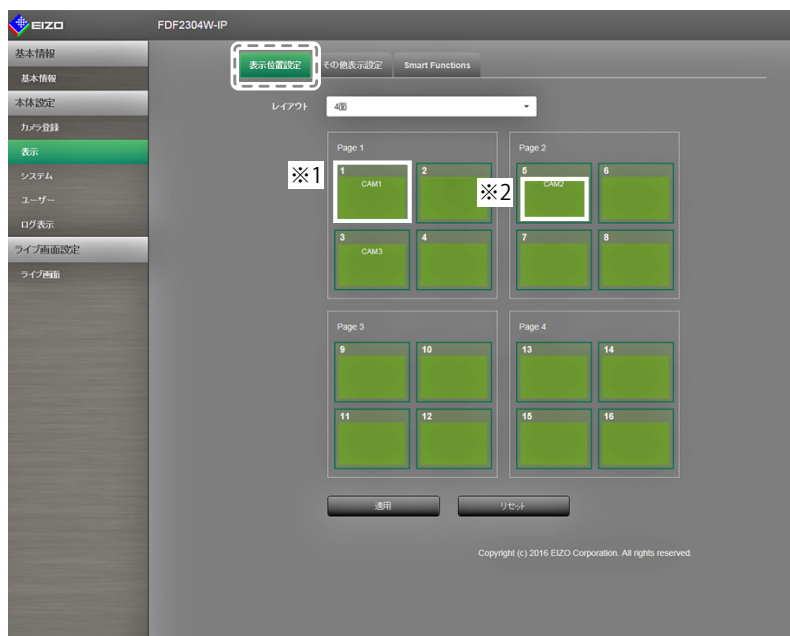 EIZO
FDF2304W-IP
基本情報
基本情報
本体設定
カメラ登録
表示
システム
ユーザー
ログ表示
ライブ画面設定
ライブ画面
表示位置設定
その他表示設定
Smart Functions
レイアウト
4面
Page 1
※1
1
CAM1
2
3
CAM3
4
Page 2
※2
5
CAM2
6
7
8
Page 3
9
10
11
12
Page 4
13
14
15
16
適用
リセット
Copyright (c) 2016 EIZO Corporation. All rights reserved.